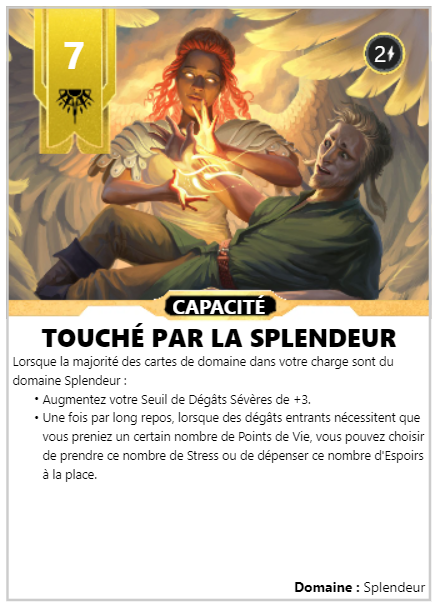 7
2
CAPACITÉ
TOUCHÉ PAR LA SPLENDEUR
Lorsque la majorité des cartes de domaine dans votre charge sont du
domaine Splendeur :
• Augmentez votre Seuil de Dégâts Sévères de +3.
• Une fois par long repos, lorsque des dégâts entrants nécessitent que
vous preniez un certain nombre de Points de Vie, vous pouvez choisir
de prendre ce nombre de Stress ou de dépenser ce nombre d'Espoirs
à la place.
Domaine : Splendeur